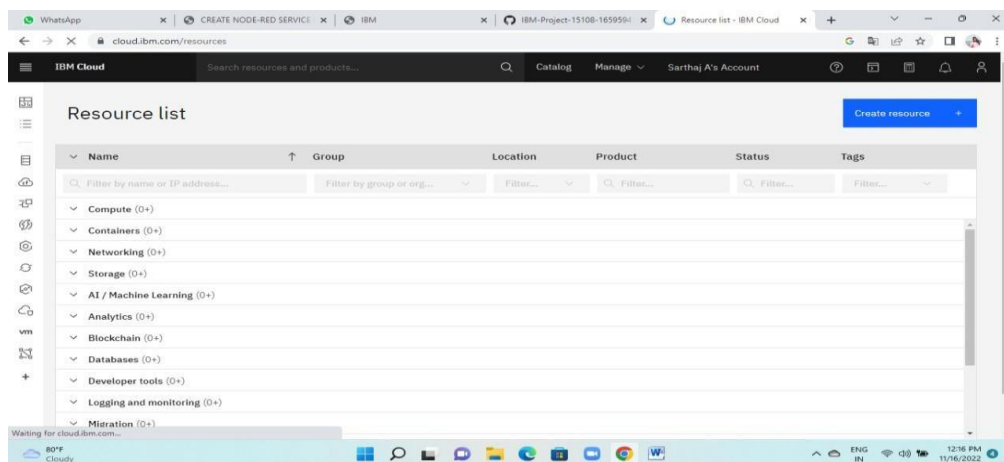 WhatsApp
CREATE NODE-RED SERVICE
IBM
IBM-Project-15108-1659594
Resource list - IBM Cloud
cloud.ibm.com/resources
IBM Cloud Search resources and products... Catalog Manage Sarthaj A's Account
Resource list
Create resource +
Name Group Location Product Status Tags
Filter by name or IP address... Filter by group or org... Filter... Filter... Filter... Filter...
Compute (0+)
Containers (0+)
Networking (0+)
Storage (0+)
AI / Machine Learning (0+)
Analytics (0+)
Blockchain (0+)
vm
Databases (0+)
Developer tools (0+)
Logging and monitoring (0+)
Migration (0+)
Waiting for cloud.ibm.com...
80°F
Cloudy
ENG
IN
12:16 PM
11/16/2022